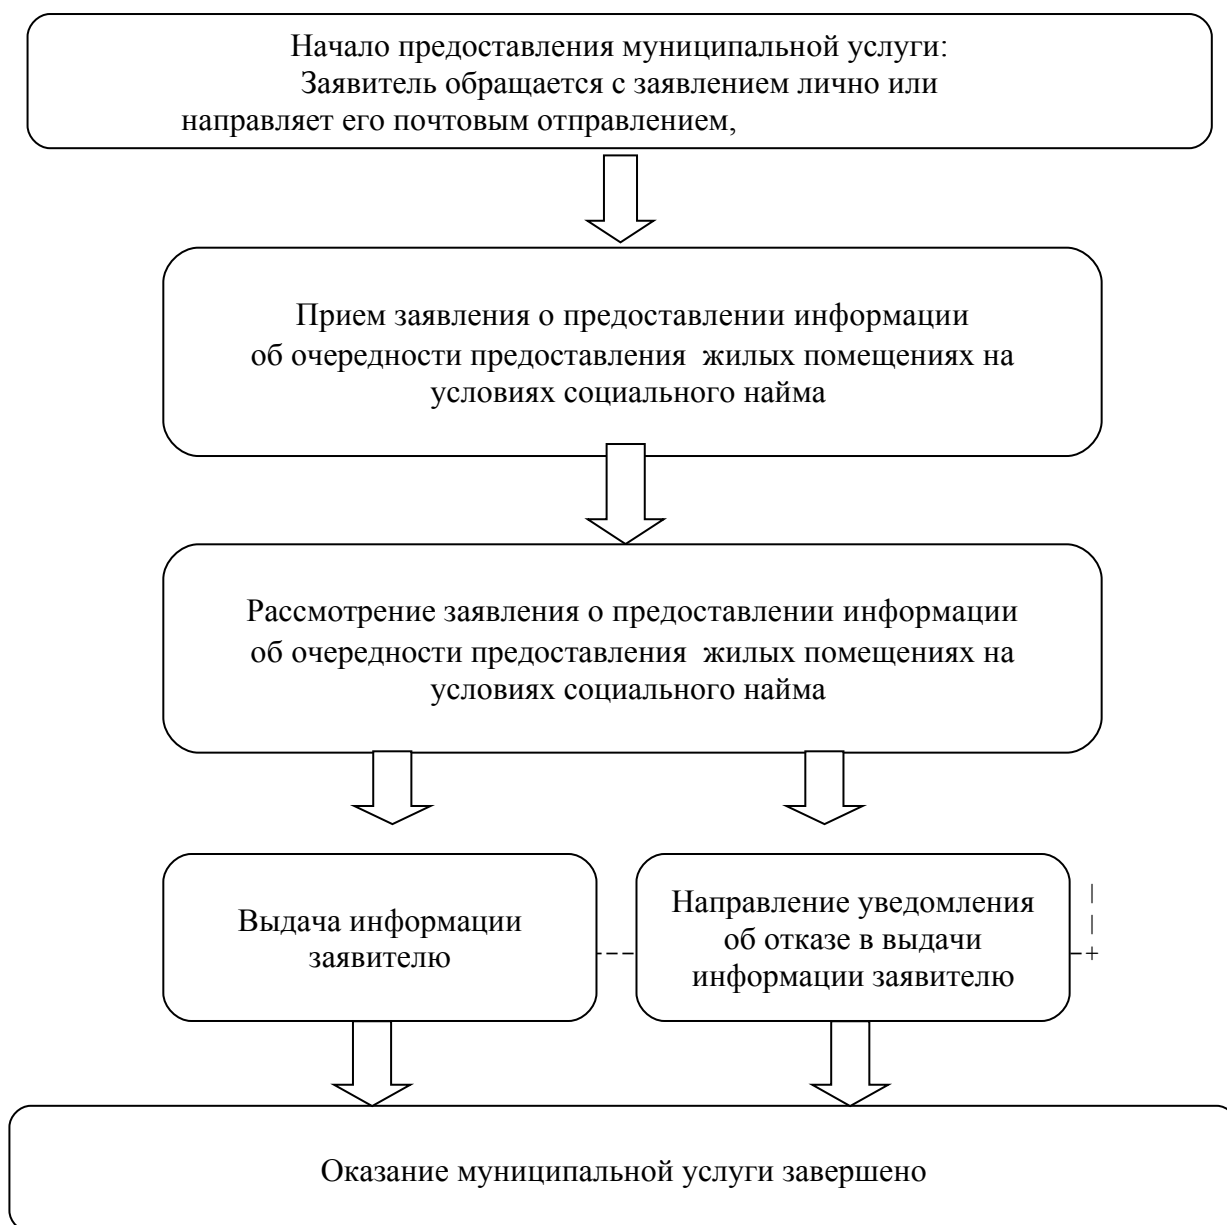 Начало предоставления муниципальной услуги:
Заявитель обращается с заявлением лично или
направляет его почтовым отправлением,
Прием заявления о предоставлении информации
об очередности предоставления жилых помещениях на
условиях социального найма
Рассмотрение заявления о предоставлении информации
об очередности предоставления жилых помещениях на
условиях социального найма
Выдача информации
заявителю
Направление уведомления
об отказе в выдачи
информации заявителю
Оказание муниципальной услуги завершено